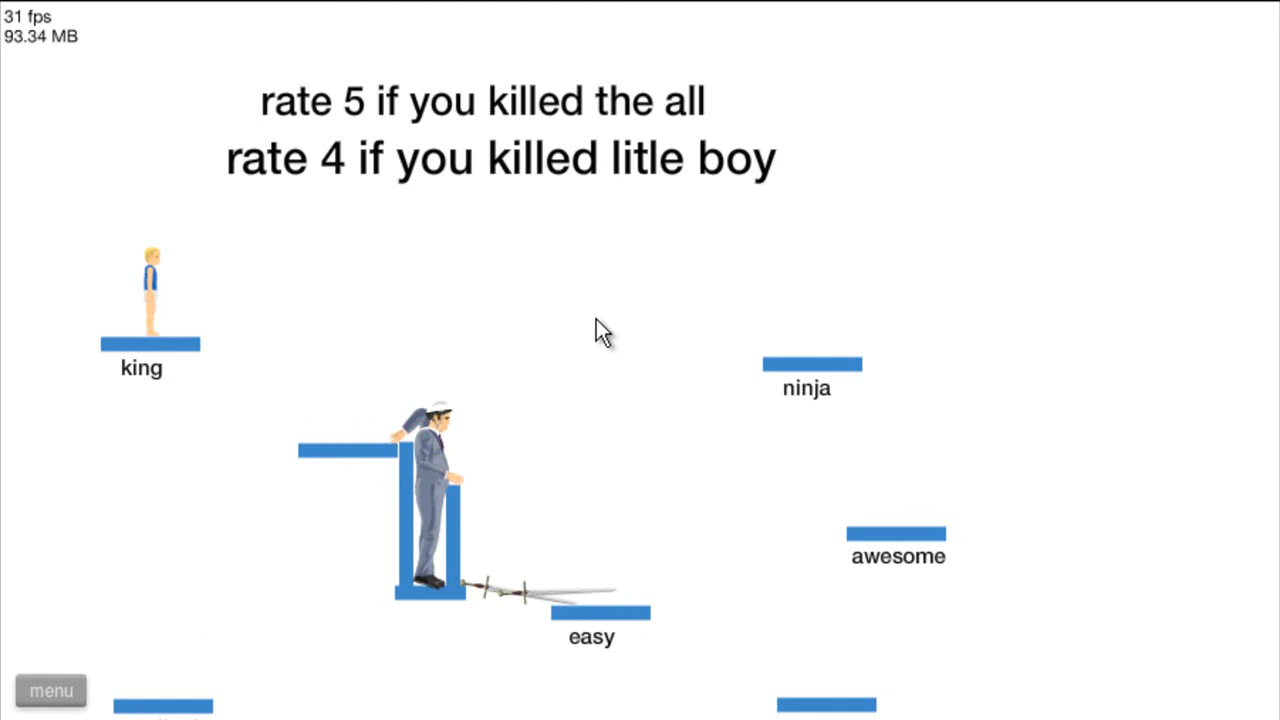 31 fps
93.34 MB
rate 5 if you killed the all
rate 4 if you killed litle boy
king
ninja
awesome
easy
menu